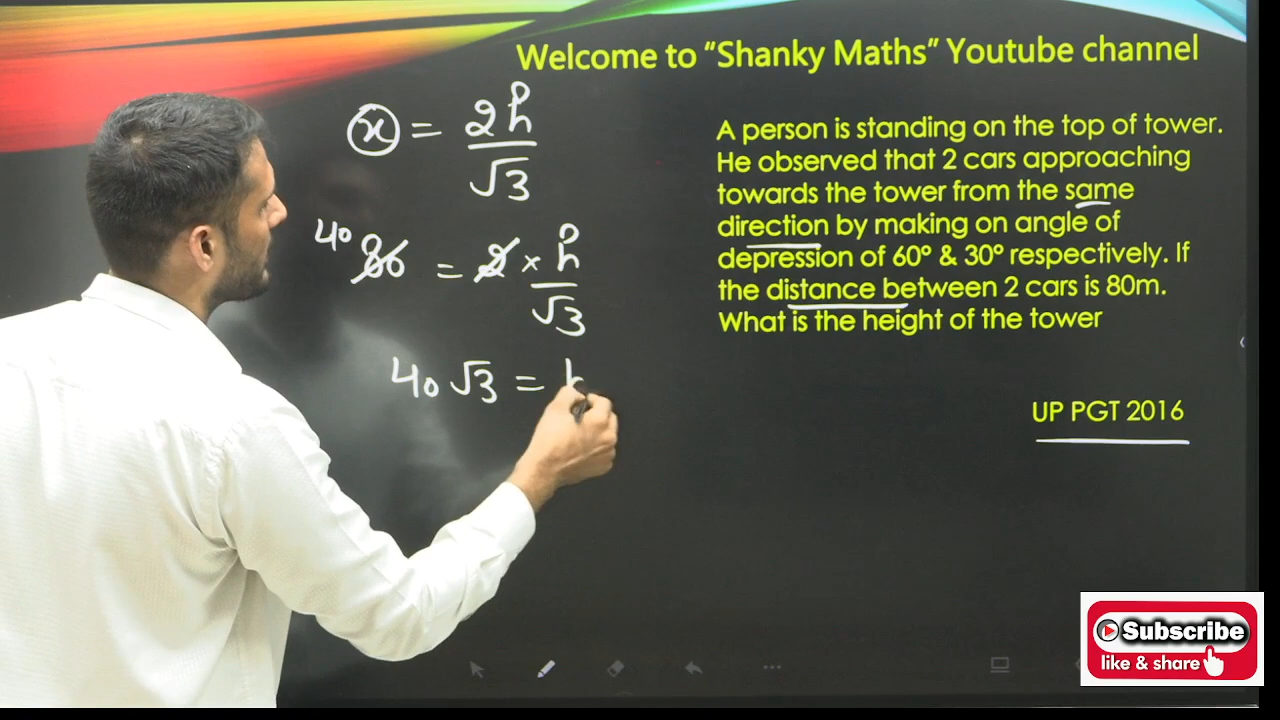 Welcome to “Shanky Maths” Youtube channel
x = 2h/√3
40 80 = 2 × h/√3
40 √3 = h
A person is standing on the top of tower.
He observed that 2 cars approaching
towards the tower from the same
direction by making on angle of
depression of 60° & 30° respectively. If
the distance between 2 cars is 80m.
What is the height of the tower
UP PGT 2016
Subscribe
like & share